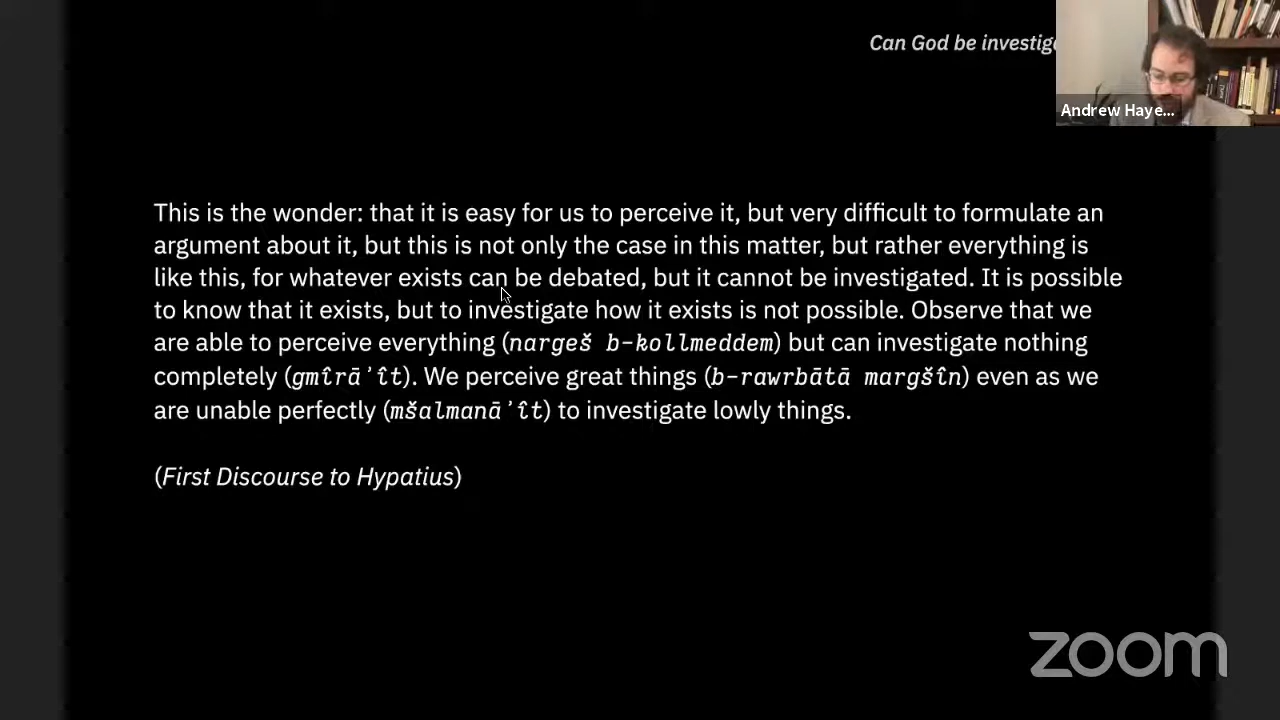 Can God be
Andrew Haye...
This is the wonder: that it is easy for us to perceive it, but very difficult to formulate an
argument about it, but this is not only the case in this matter, but rather everything is
like this, for whatever exists can be debated, but it cannot be investigated. It is possible
to know that it exists, but to investigate how it exists is not possible. Observe that we
are able to perceive everything (nargeš b-kollmeddem) but can investigate nothing
completely (gmîrāʾît). We perceive great things (b-rawrbātā margšîn) even as we
are unable perfectly (mšalmanāʾît) to investigate lowly things.
(First Discourse to Hypatius)
zoom